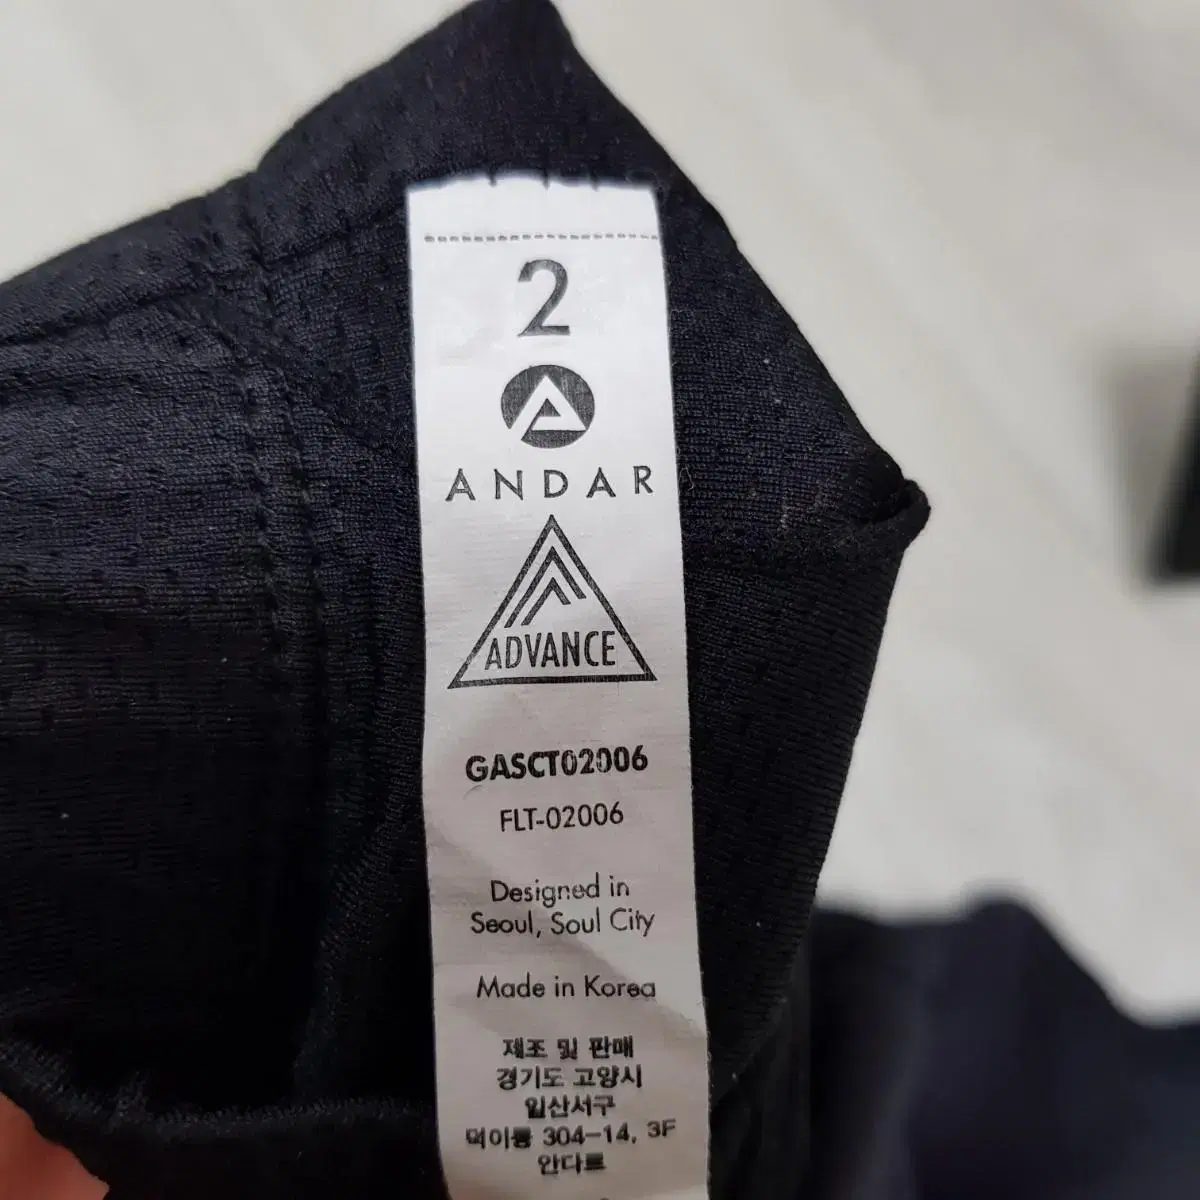 2
ANDAR
ADVANCE
GASCT02006
FLT-02006
Designed in
Seoul, Soul City
Made in Korea
제조 및 판매
경기도 고양시
일산서구
덕이동 304-14, 3F
안다르